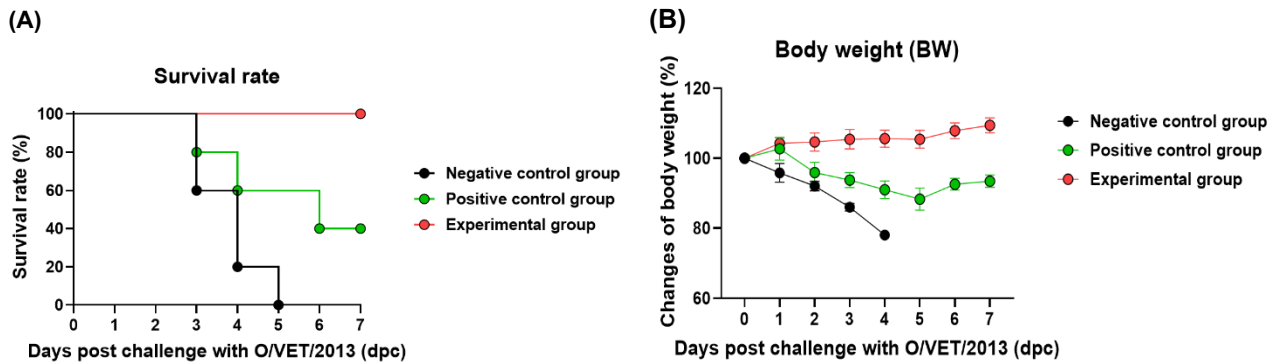 (A)
Survival rate
Survival rate (%)
100
80
60
40
20
0
0 1 2 3 4 5 6 7
Days post challenge with O/VET/2013 (dpc)
Negative control group
Positive control group
Experimental group
(B)
Body weight (BW)
Changes of body weight (%)
120
100
80
60
0 1 2 3 4 5 6 7
Days post challenge with O/VET/2013 (dpc)
Negative control group
Positive control group
Experimental group